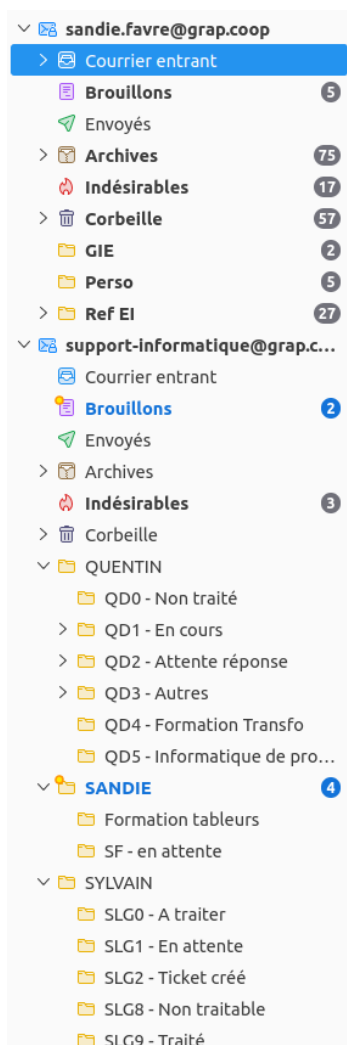 sandie.favre@grap.coop
Courrier entrant
Brouillons 5
Envoyés
Archives 75
Indésirables 17
Corbeille 57
GIE 2
Perso 5
Ref EI 27
support-informatique@grap.c...
Courrier entrant
Brouillons 2
Envoyés
Archives
Indésirables 3
Corbeille
QUENTIN
QD0 - Non traité
QD1 - En cours
QD2 - Attente réponse
QD3 - Autres
QD4 - Formation Transfo
QD5 - Informatique de pro...
SANDIE 4
Formation tableurs
SF - en attente
SYLVAIN
SLG0 - A traiter
SLG1 - En attente
SLG2 - Ticket créé
SLG8 - Non traitable
SLG9 - Traité